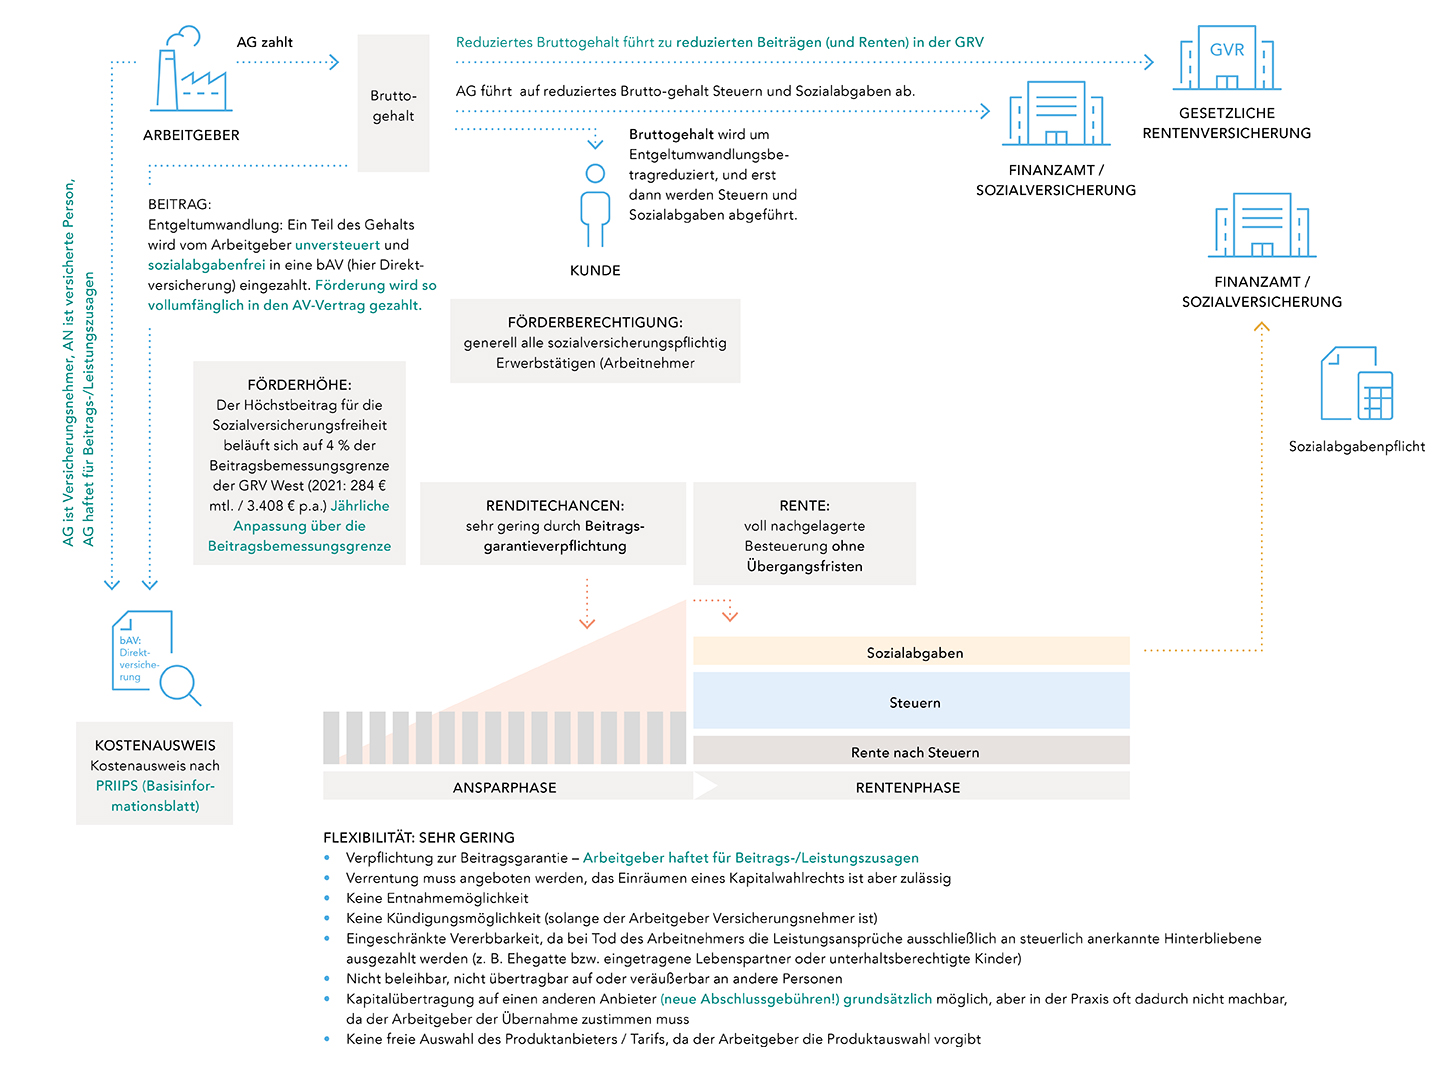 AG zahlt
ARBEITGEBER
Brutto-
gehalt
Reduziertes Bruttogehalt führt zu reduzierten Beiträgen (und Renten) in der GRV
GVR
GESETZLICHE
RENTENVERSICHERUNG
AG führt auf reduziertes Brutto-gehalt Steuern und Sozialabgaben ab.
FINANZAMT /
SOZIALVERSICHERUNG
Bruttogehalt wird um
Entgeltumwandlungsbe-
tragreduziert, und erst
dann werden Steuern und
Sozialabgaben abgeführt.
KUNDE
AG ist Versicherungsnehmer, AN ist versicherte Person,
AG haftet für Beitrags-/Leistungszusagen
BEITRAG:
Entgeltumwandlung: Ein Teil des Gehalts
wird vom Arbeitgeber unversteuert und
sozialabgabenfrei in eine bAV (hier Direkt-
versicherung) eingezahlt. Förderung wird so
vollumfänglich in den AV-Vertrag gezahlt.
FINANZAMT /
SOZIALVERSICHERUNG
FÖRDERBERECHTIGUNG:
generell alle sozialversicherungspflichtig
Erwerbstätigen (Arbeitnehmer
FÖRDERHÖHE:
Der Höchstbeitrag für die
Sozialversicherungsfreiheit
beläuft sich auf 4 % der
Beitragsbemessungsgrenze
der GRV West (2021: 284 €
mtl. / 3.408 € p.a.) Jährliche
Anpassung über die
Beitragsbemessungsgrenze
Sozialabgabenpflicht
RENDITECHANCEN:
sehr gering durch Beitrags-
garantieverpflichtung
RENTE:
voll nachgelagerte
Besteuerung ohne
Übergangsfristen
bAV:
Direkt-
versiche-
rung
KOSTENAUSWEIS
Kostenausweis nach
PRIIPS (Basisinfor-
mationsblatt)
Sozialabgaben
Steuern
Rente nach Steuern
ANSPARPHASE
RENTENPHASE
FLEXIBILITÄT: SEHR GERING
• Verpflichtung zur Beitragsgarantie – Arbeitgeber haftet für Beitrags-/Leistungszusagen
• Verrentung muss angeboten werden, das Einräumen eines Kapitalwahlrechts ist aber zulässig
• Keine Entnahmemöglichkeit
• Keine Kündigungsmöglichkeit (solange der Arbeitgeber Versicherungsnehmer ist)
• Eingeschränkte Vererbbarkeit, da bei Tod des Arbeitnehmers die Leistungsansprüche ausschließlich an steuerlich anerkannte Hinterbliebene
ausgezahlt werden (z. B. Ehegatte bzw. eingetragene Lebenspartner oder unterhaltsberechtigte Kinder)
• Nicht beleihbar, nicht übertragbar auf oder veräußerbar an andere Personen
• Kapitalübertragung auf einen anderen Anbieter (neue Abschlussgebühren!) grundsätzlich möglich, aber in der Praxis oft dadurch nicht machbar,
da der Arbeitgeber der Übernahme zustimmen muss
• Keine freie Auswahl des Produktanbieters / Tarifs, da der Arbeitgeber die Produktauswahl vorgibt